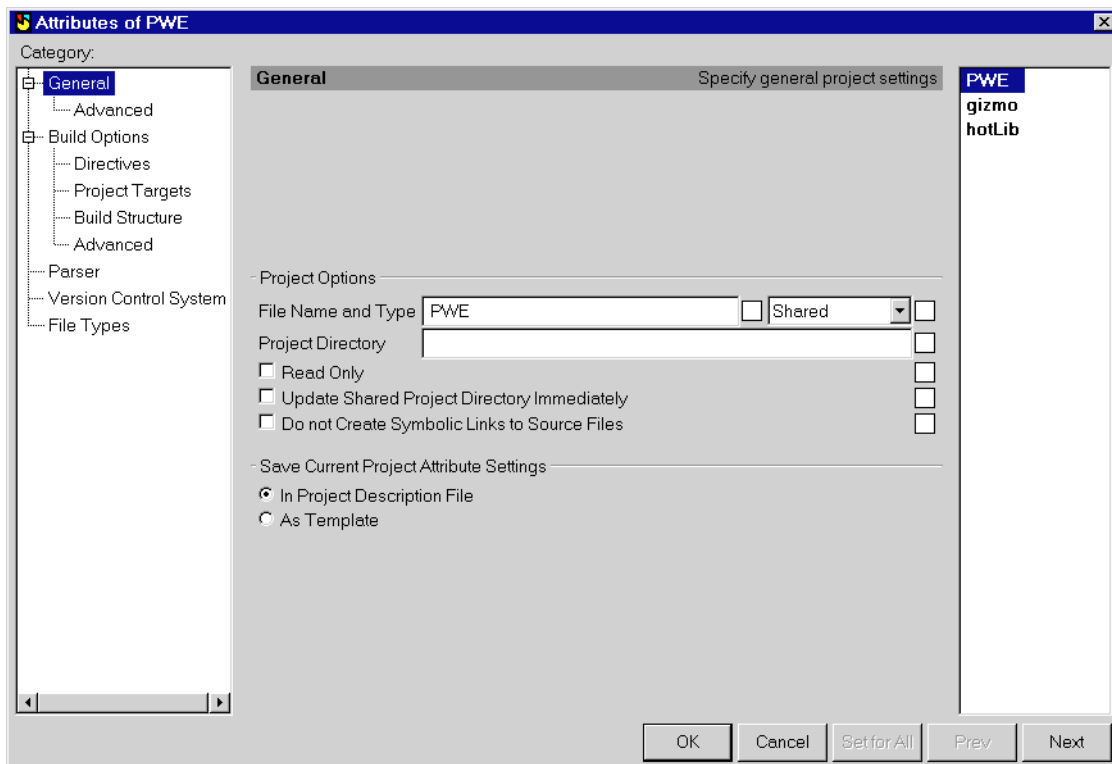 Attributes of PWE
Category:
General
Advanced
Build Options
Directives
Project Targets
Build Structure
Advanced
Parser
Version Control System
File Types
General Specify general project settings
Project Options
File Name and Type PWE Shared
Project Directory
Read Only
Update Shared Project Directory Immediately
Do not Create Symbolic Links to Source Files
Save Current Project Attribute Settings
In Project Description File
As Template
PWE
gizmo
hotLib
OK Cancel Set for All Prev Next